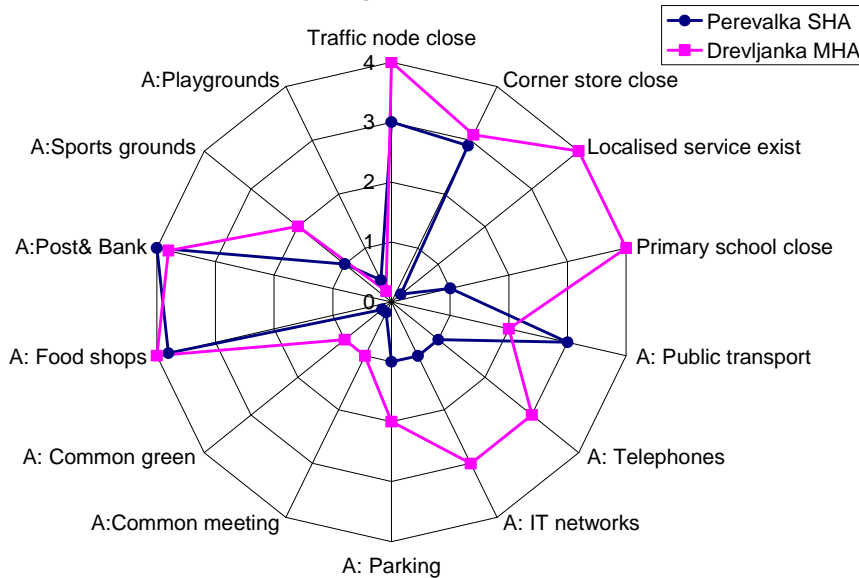 Perevalka SHA
Drevljanka MHA
Traffic node close
4
A:Playgrounds
Corner store close
3
A:Sports grounds
Localised service exist
2
A:Post& Bank
1
Primary school close
0
A: Food shops
A: Public transport
A: Common green
A: Telephones
A:Common meeting
A: IT networks
A: Parking